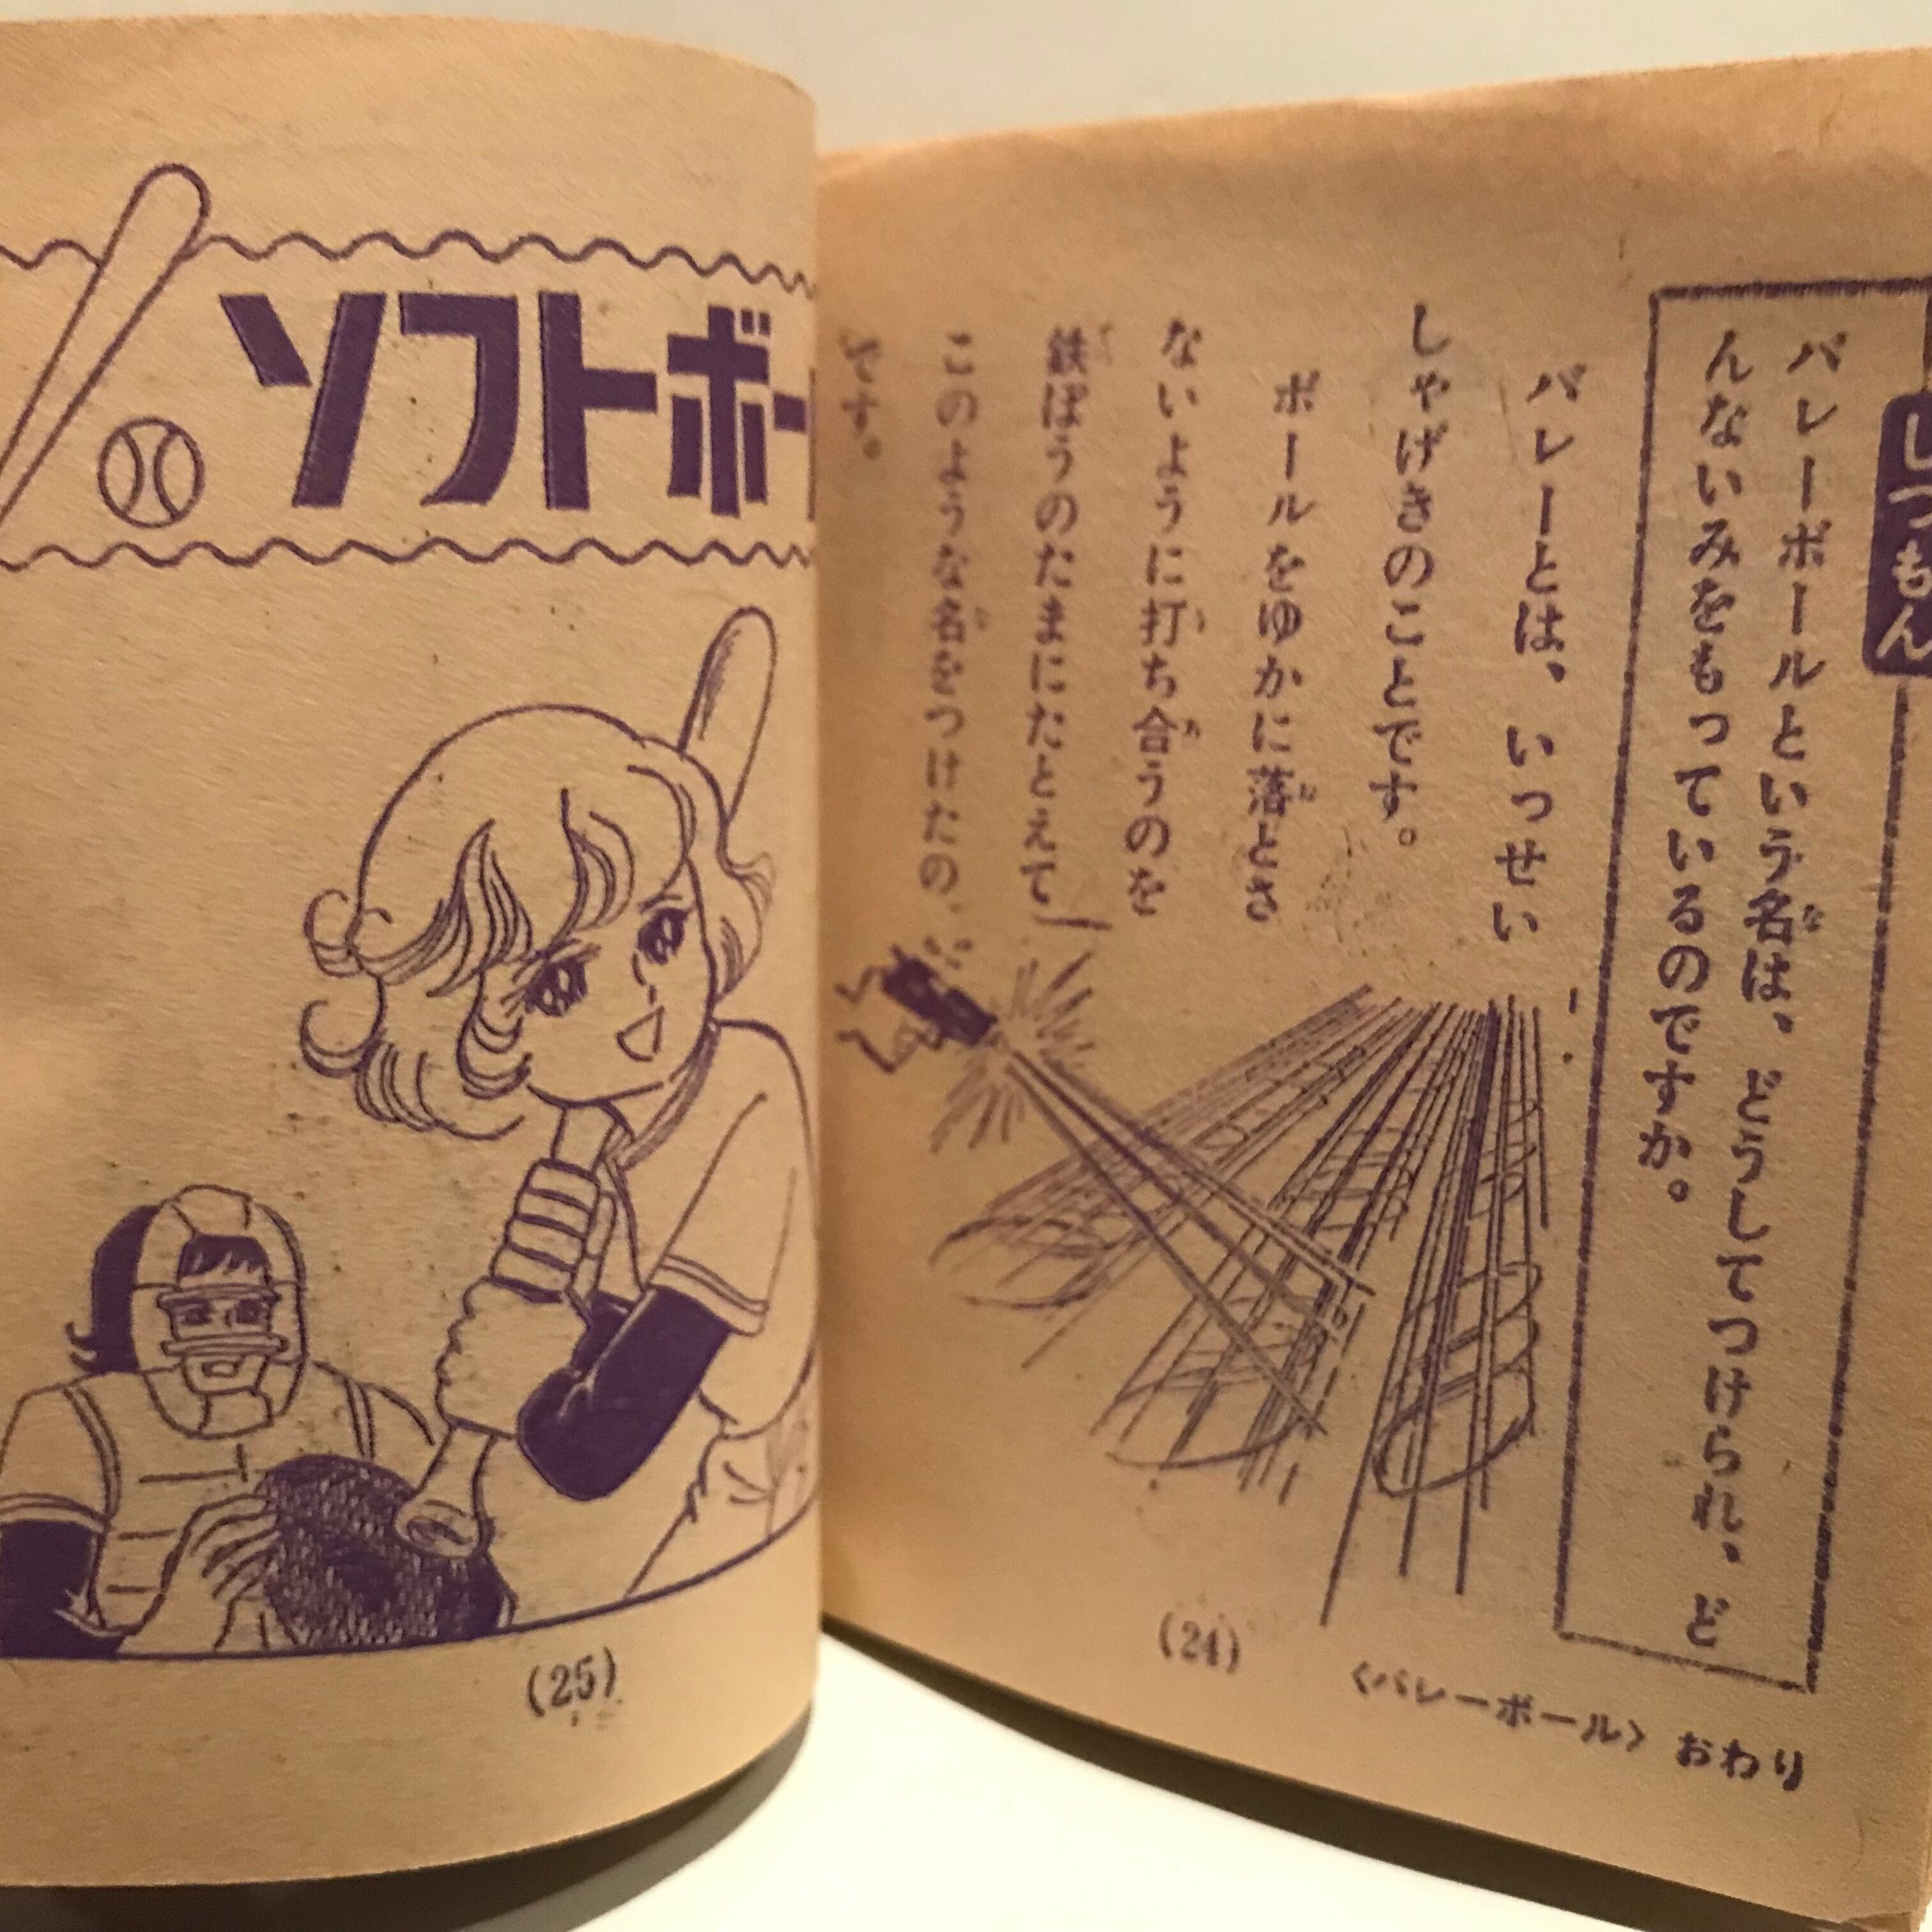 しつもん
バレーボールという名は、どうしてつけられ、ど
んないみをもっているのですか。
バレーとは、いっせい
しゃげきのことです。
ボールをゆかに落とさ
ないように打ち合うのを
鉄ぽうのたまにたとえて
このような名をつけたの
です。
(24)
〈バレーボール〉おわり
ソフトボー
(25)